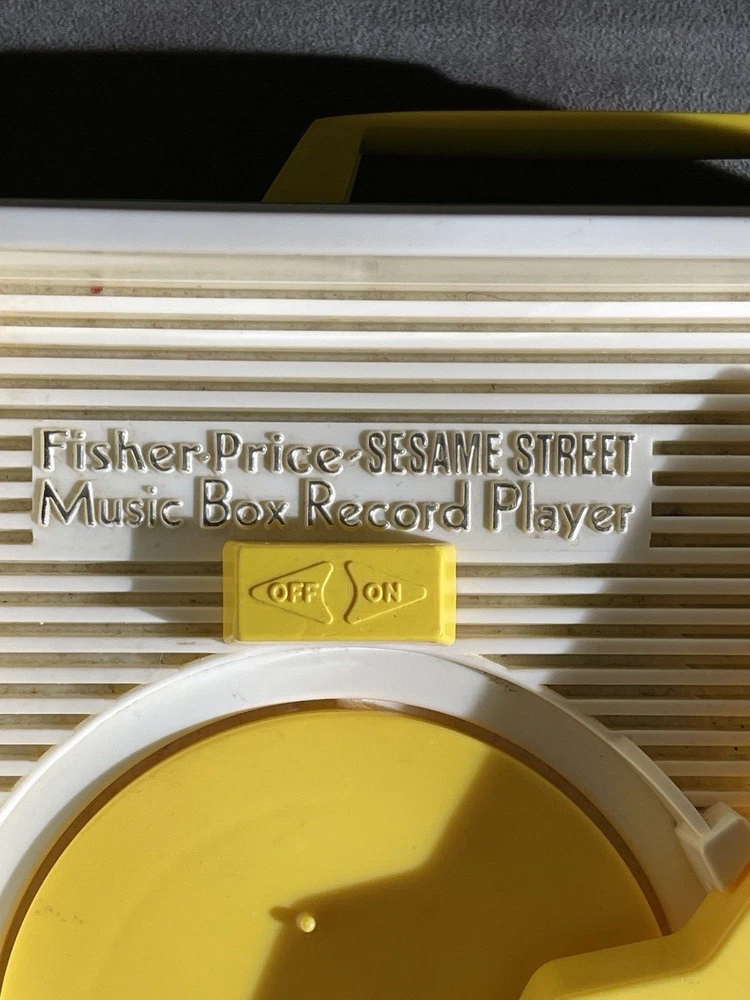 Fisher-Price-SESAME STREET
Music Box Record Player
OFF ON